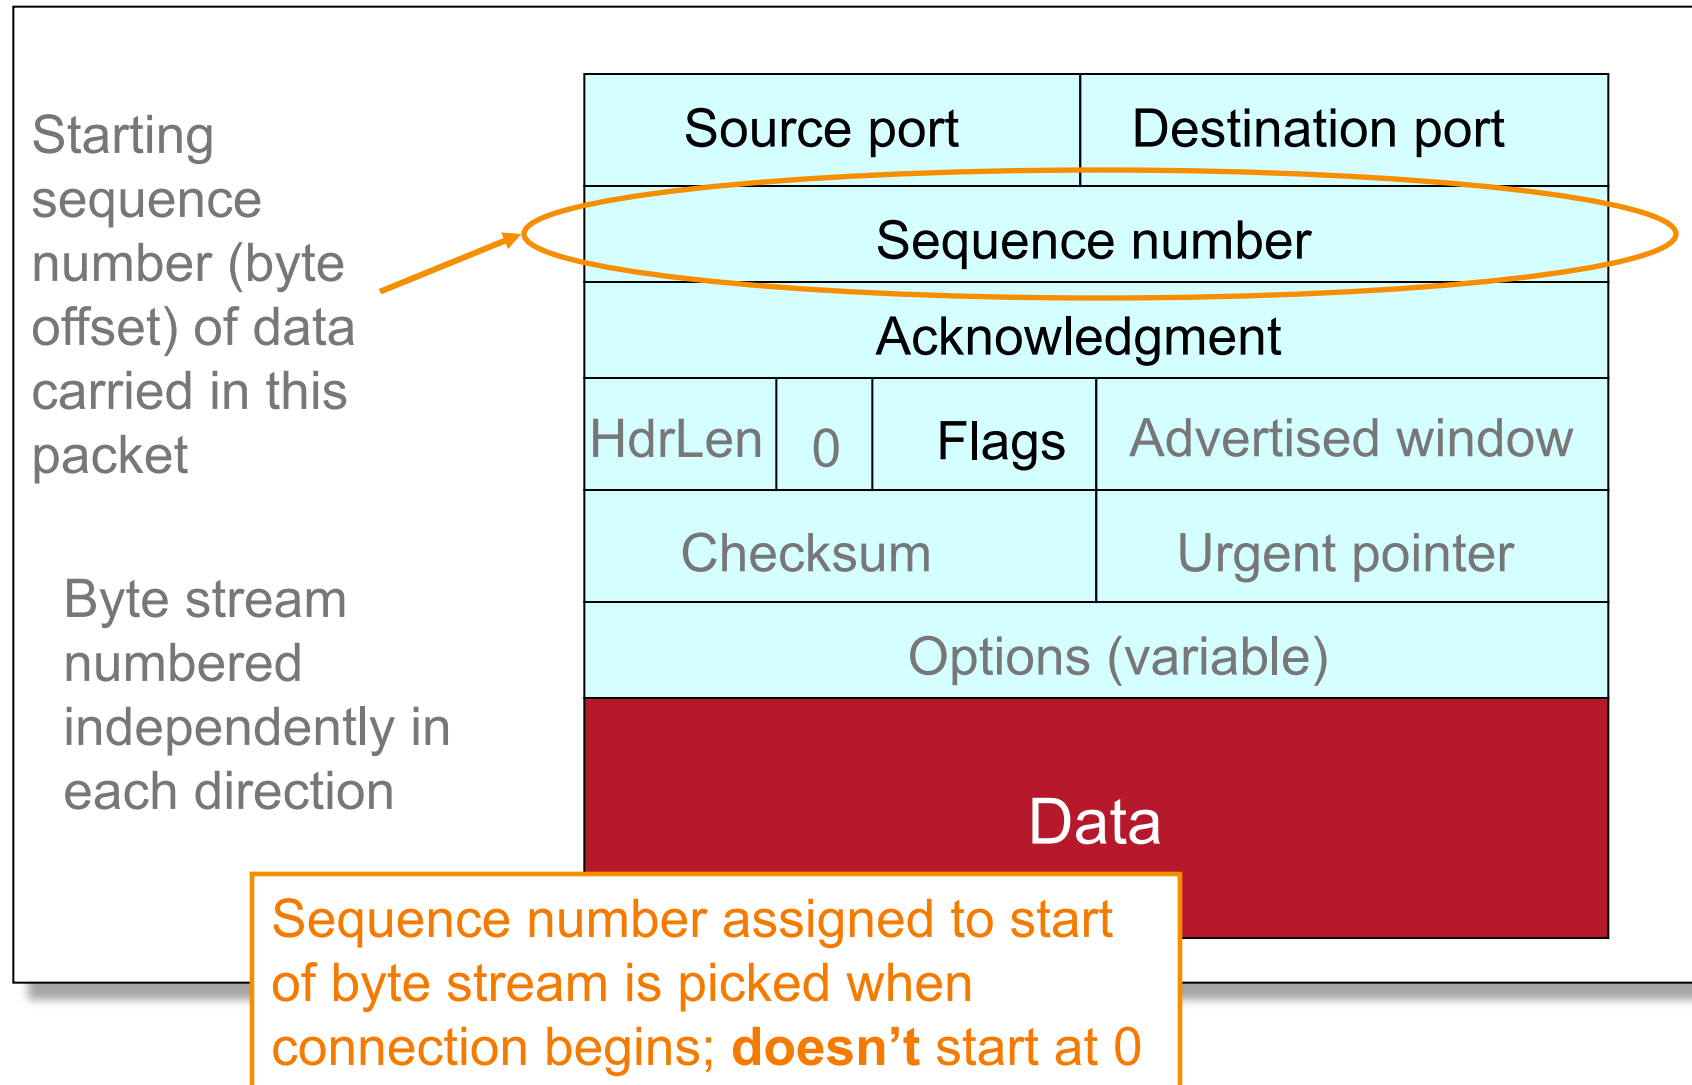 Starting
sequence
number (byte
offset) of data
carried in this
packet
Byte stream
numbered
independently in
each direction
Source port
Destination port
Sequence number
Acknowledgment
HdrLen
0
Flags
Advertised window
Checksum
Urgent pointer
Options (variable)
Data
Sequence number assigned to start
of byte stream is picked when
connection begins; doesn’t start at 0